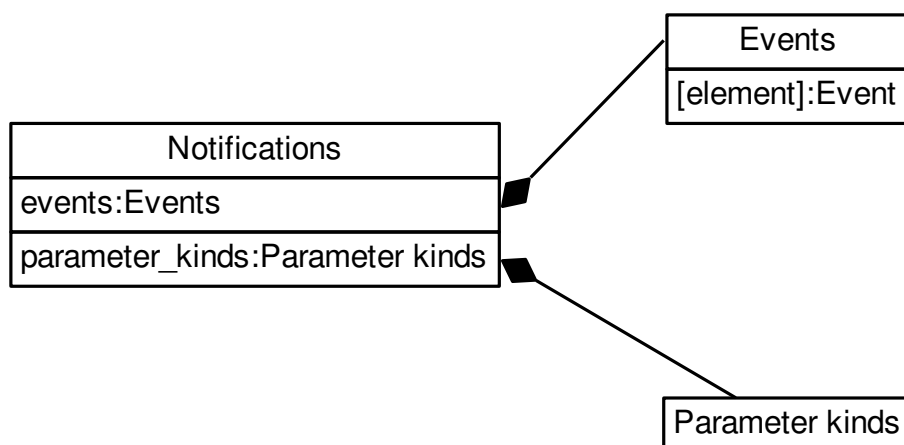 Events
[element]:Event
Notifications
events:Events
parameter_kinds:Parameter kinds
Parameter kinds